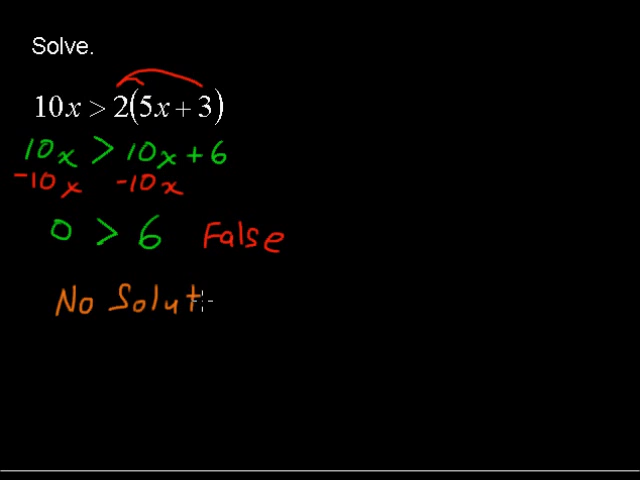 Solve.
10x > 2(5x + 3)
10x > 10x + 6
-10x -10x
0 > 6 False
No Solut